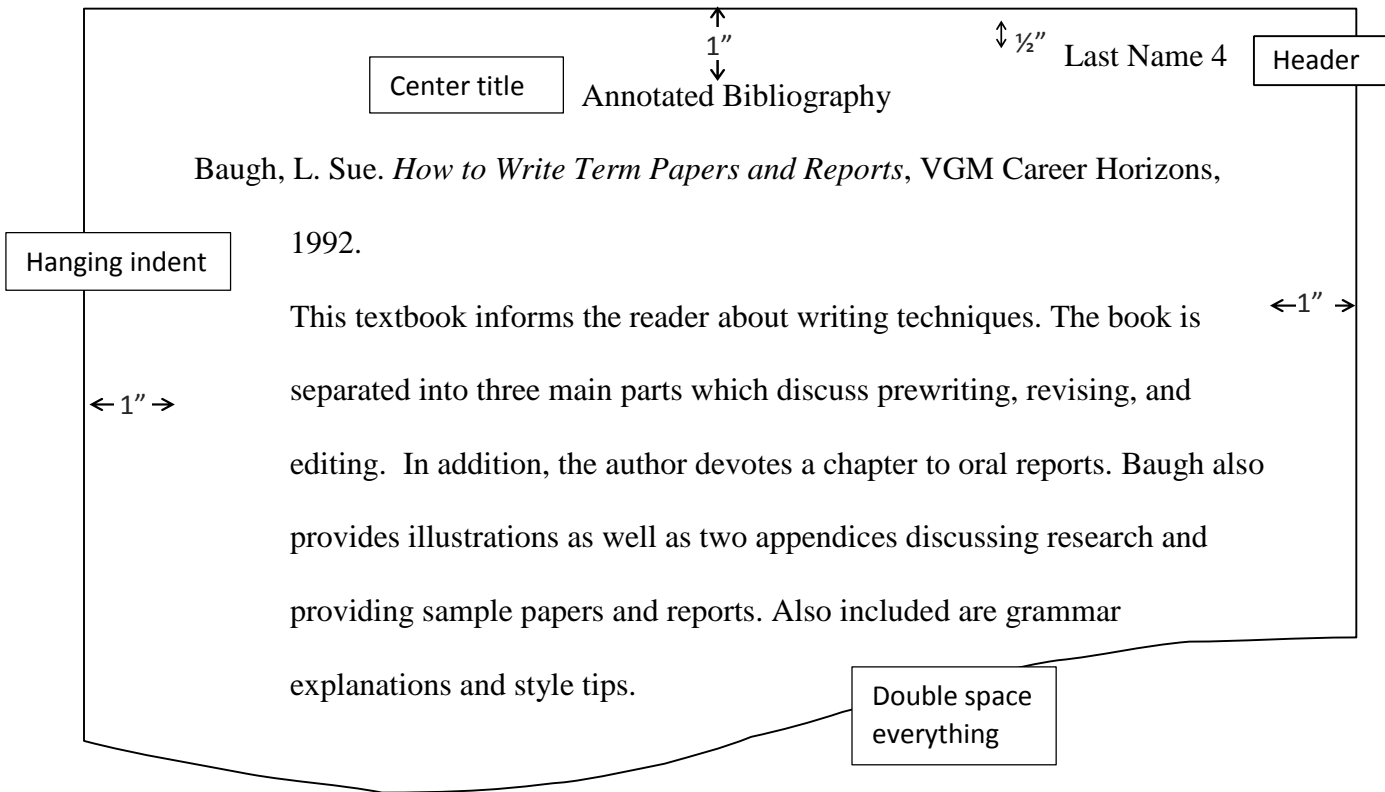 1”
½”
Last Name 4
Header
Center title
Annotated Bibliography
Baugh, L. Sue. How to Write Term Papers and Reports, VGM Career Horizons,
1992.
Hanging indent
This textbook informs the reader about writing techniques. The book is
1”
separated into three main parts which discuss prewriting, revising, and
1”
editing.  In addition, the author devotes a chapter to oral reports. Baugh also
provides illustrations as well as two appendices discussing research and
providing sample papers and reports. Also included are grammar
explanations and style tips.
Double space
everything